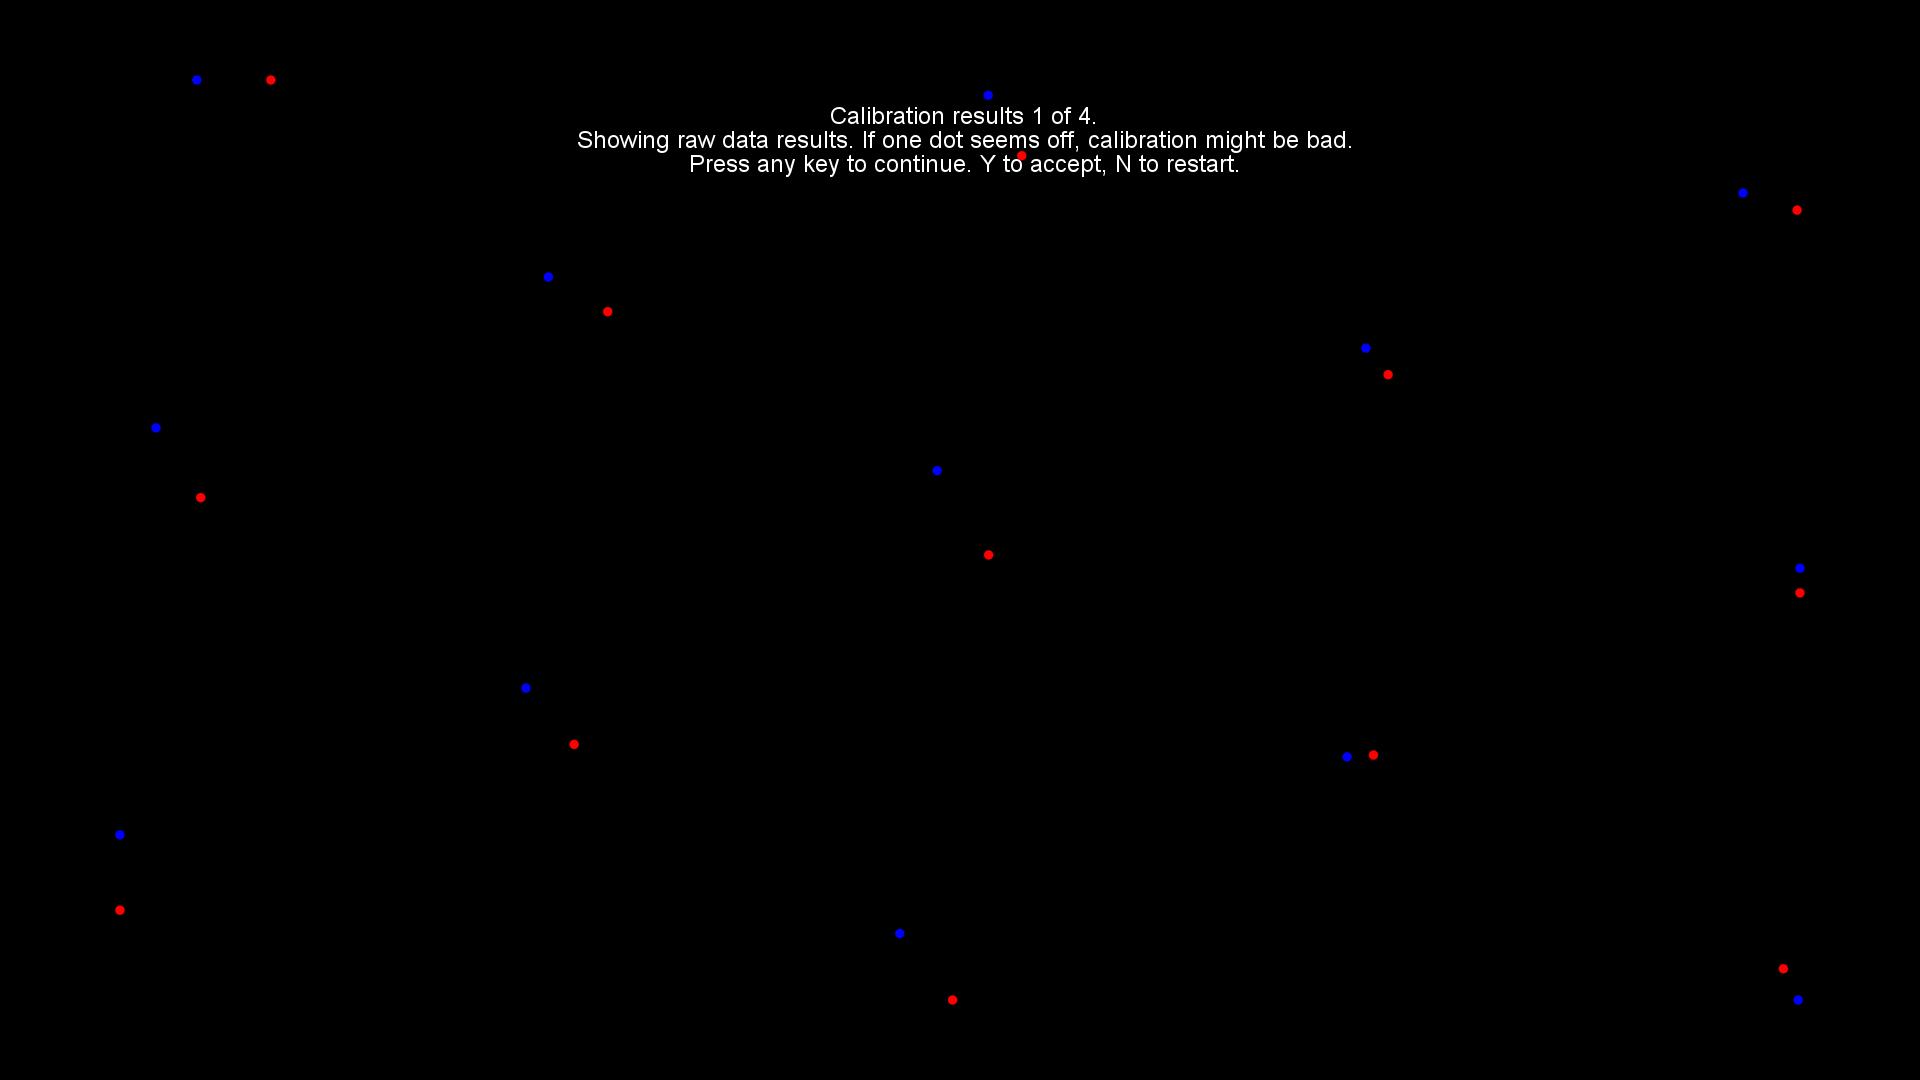 Calibration results 1 of 4.
Showing raw data results. If one dot seems off, calibration might be bad.
Press any key to continue. Y to accept, N to restart.